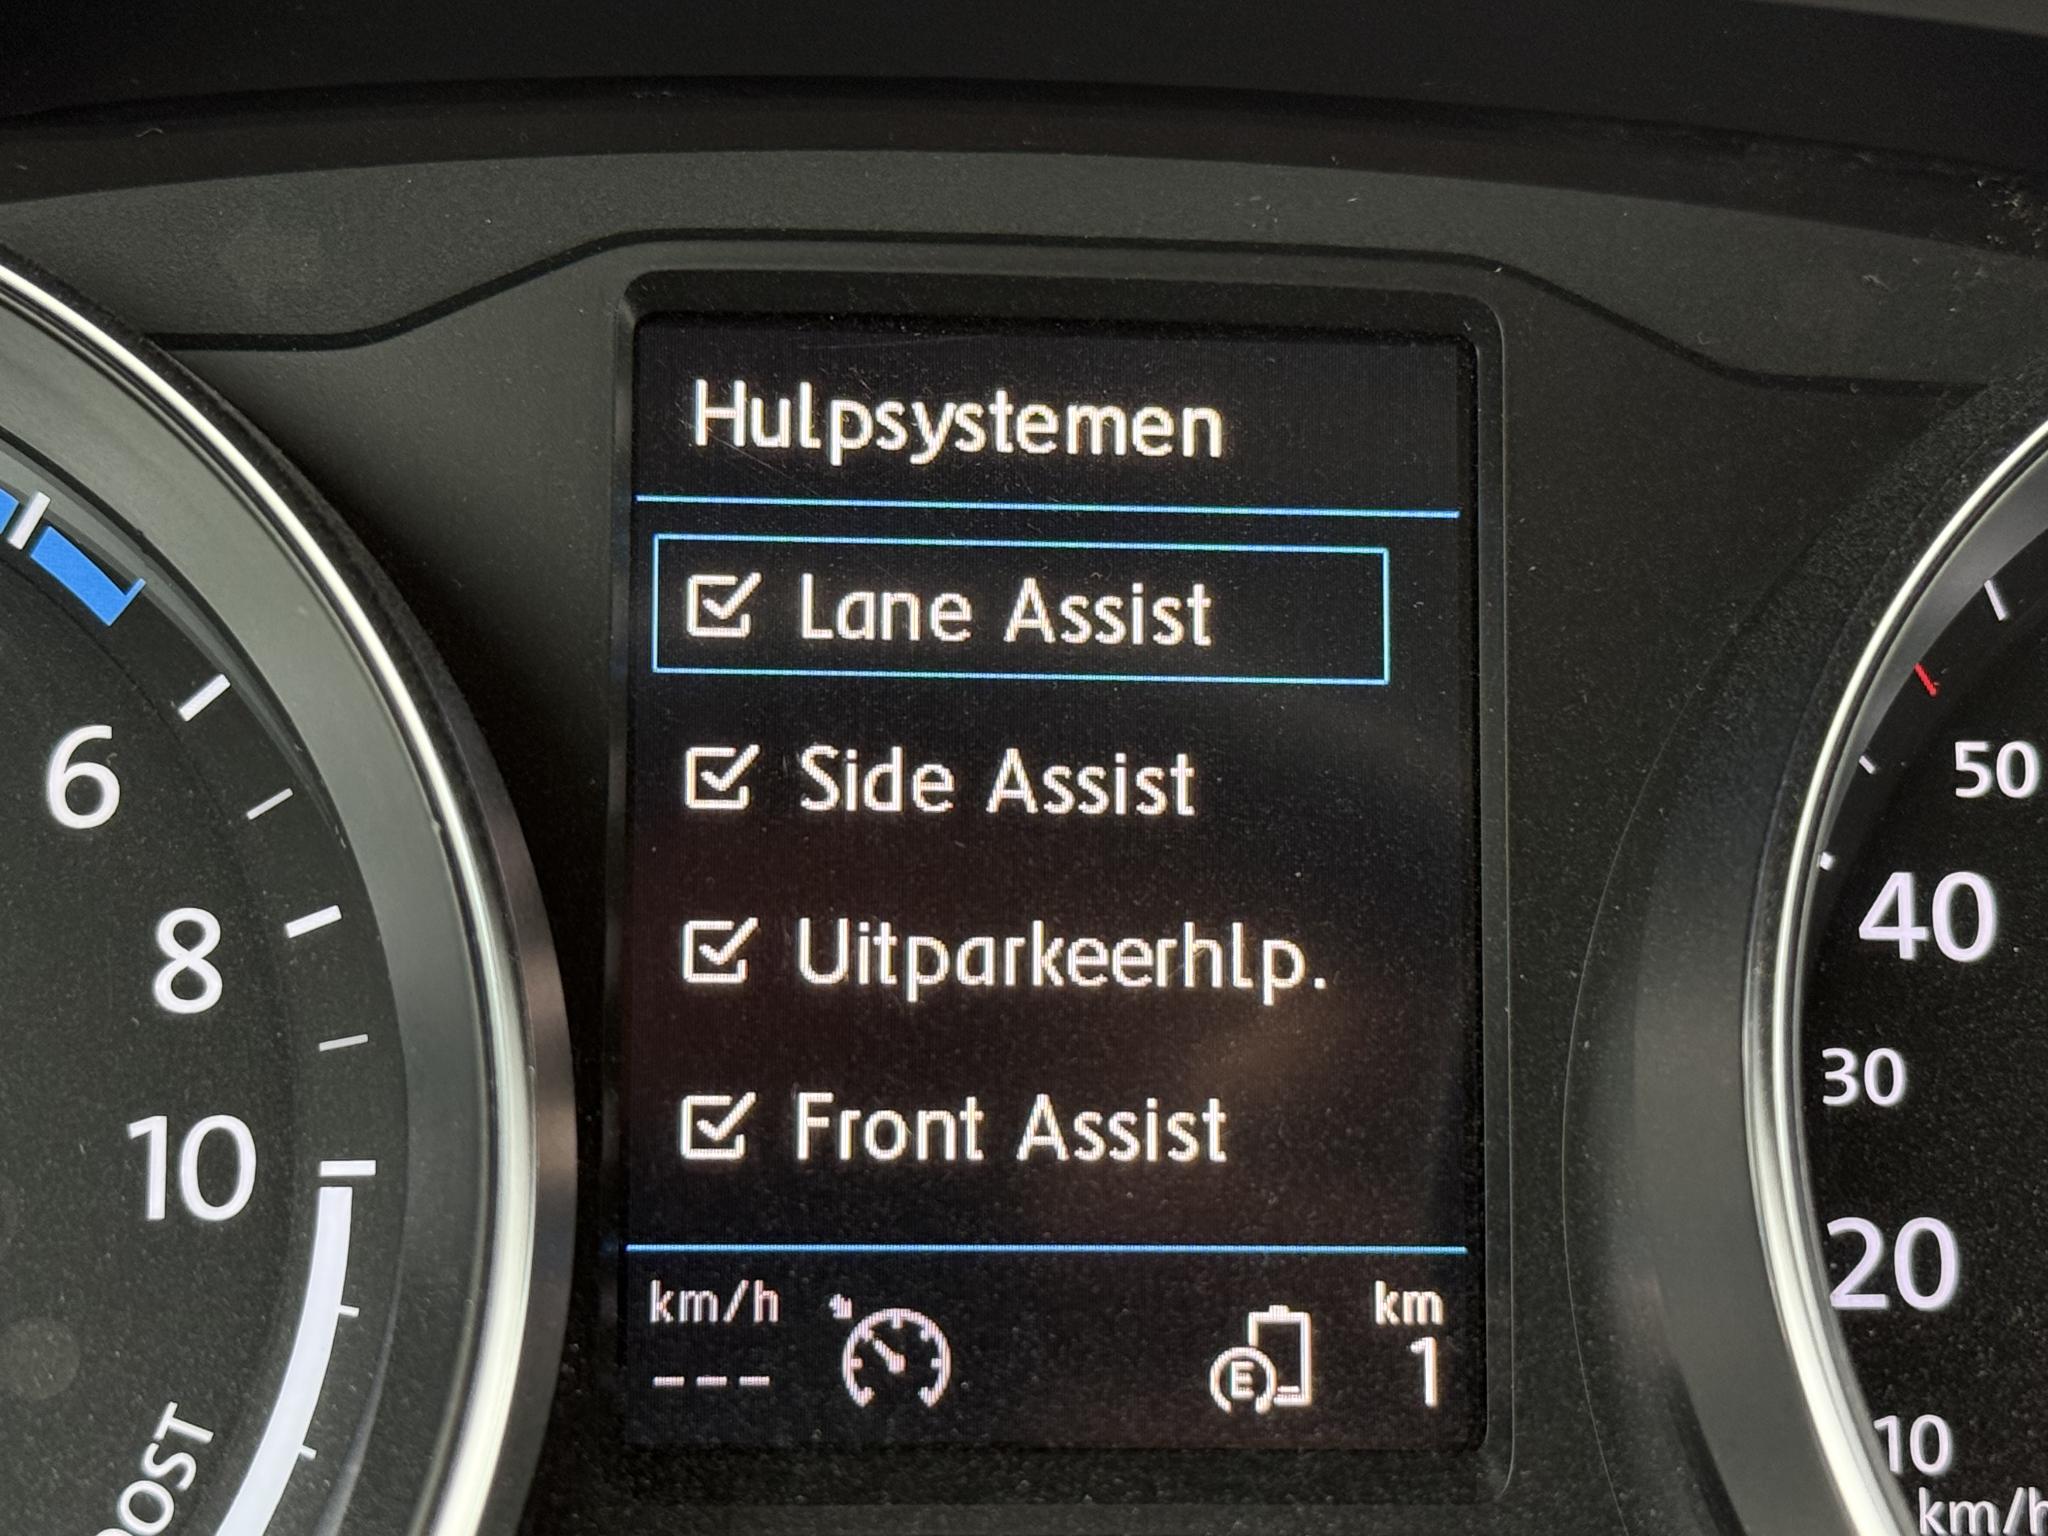 Hulpsystemen
Lane Assist
Side Assist
Uitparkeerhlp.
Front Assist
km/h
---
E
km
1
6
8
10
50
40
30
20
10
km/h